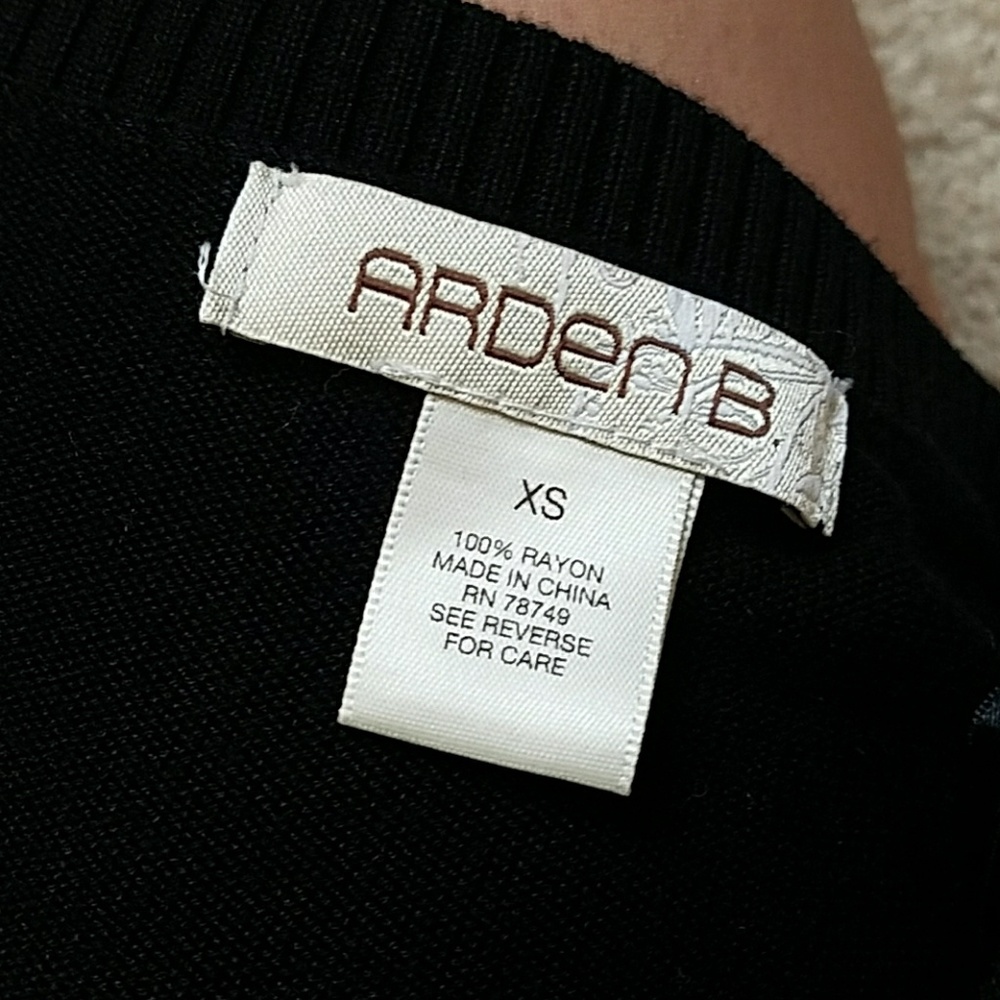 ARDen B.
XS
100% RAYON
MADE IN CHINA
RN 78749
SEE REVERSE
FOR CARE